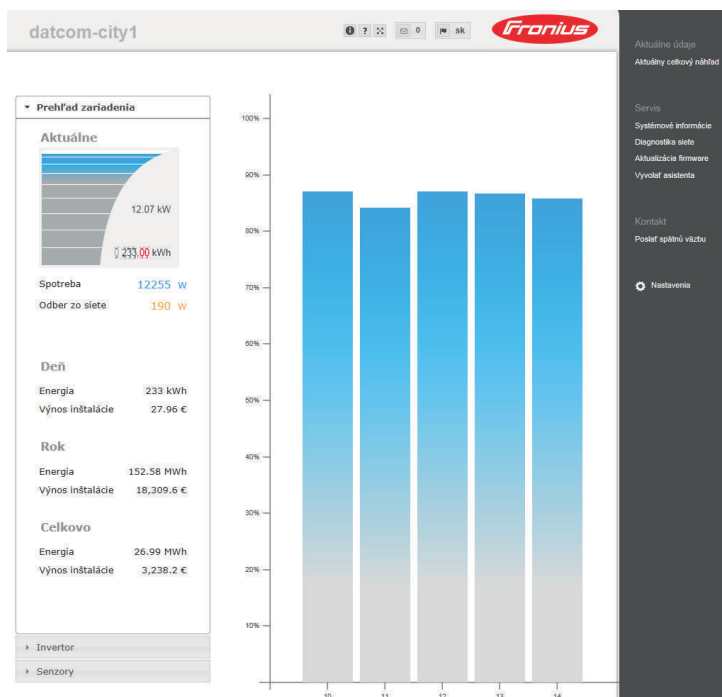 datcom-city1
i ? 0 sk
Fronius
Prehľad zariadenia
Aktuálne
12.07 kW
233.00 kWh
Spotreba 12255 W
Odber zo siete 190 W
Deň
Energia 233 kWh
Výnos inštalácie 27.96 €
Rok
Energia 152.58 MWh
Výnos inštalácie 18,309.6 €
Celkovo
Energia 26.99 MWh
Výnos inštalácie 3,238.2 €
Invertor
Senzory
100%
90%
80%
70%
60%
50%
40%
30%
20%
10%
10 11 12 13 14
Aktuálne údaje
Aktuálny celkový náhľad
Servis
Systémové informácie
Diagnostika siete
Aktualizácia firmware
Vyvolať asistenta
Kontakt
Poslať spätnú väzbu
Nastavenia